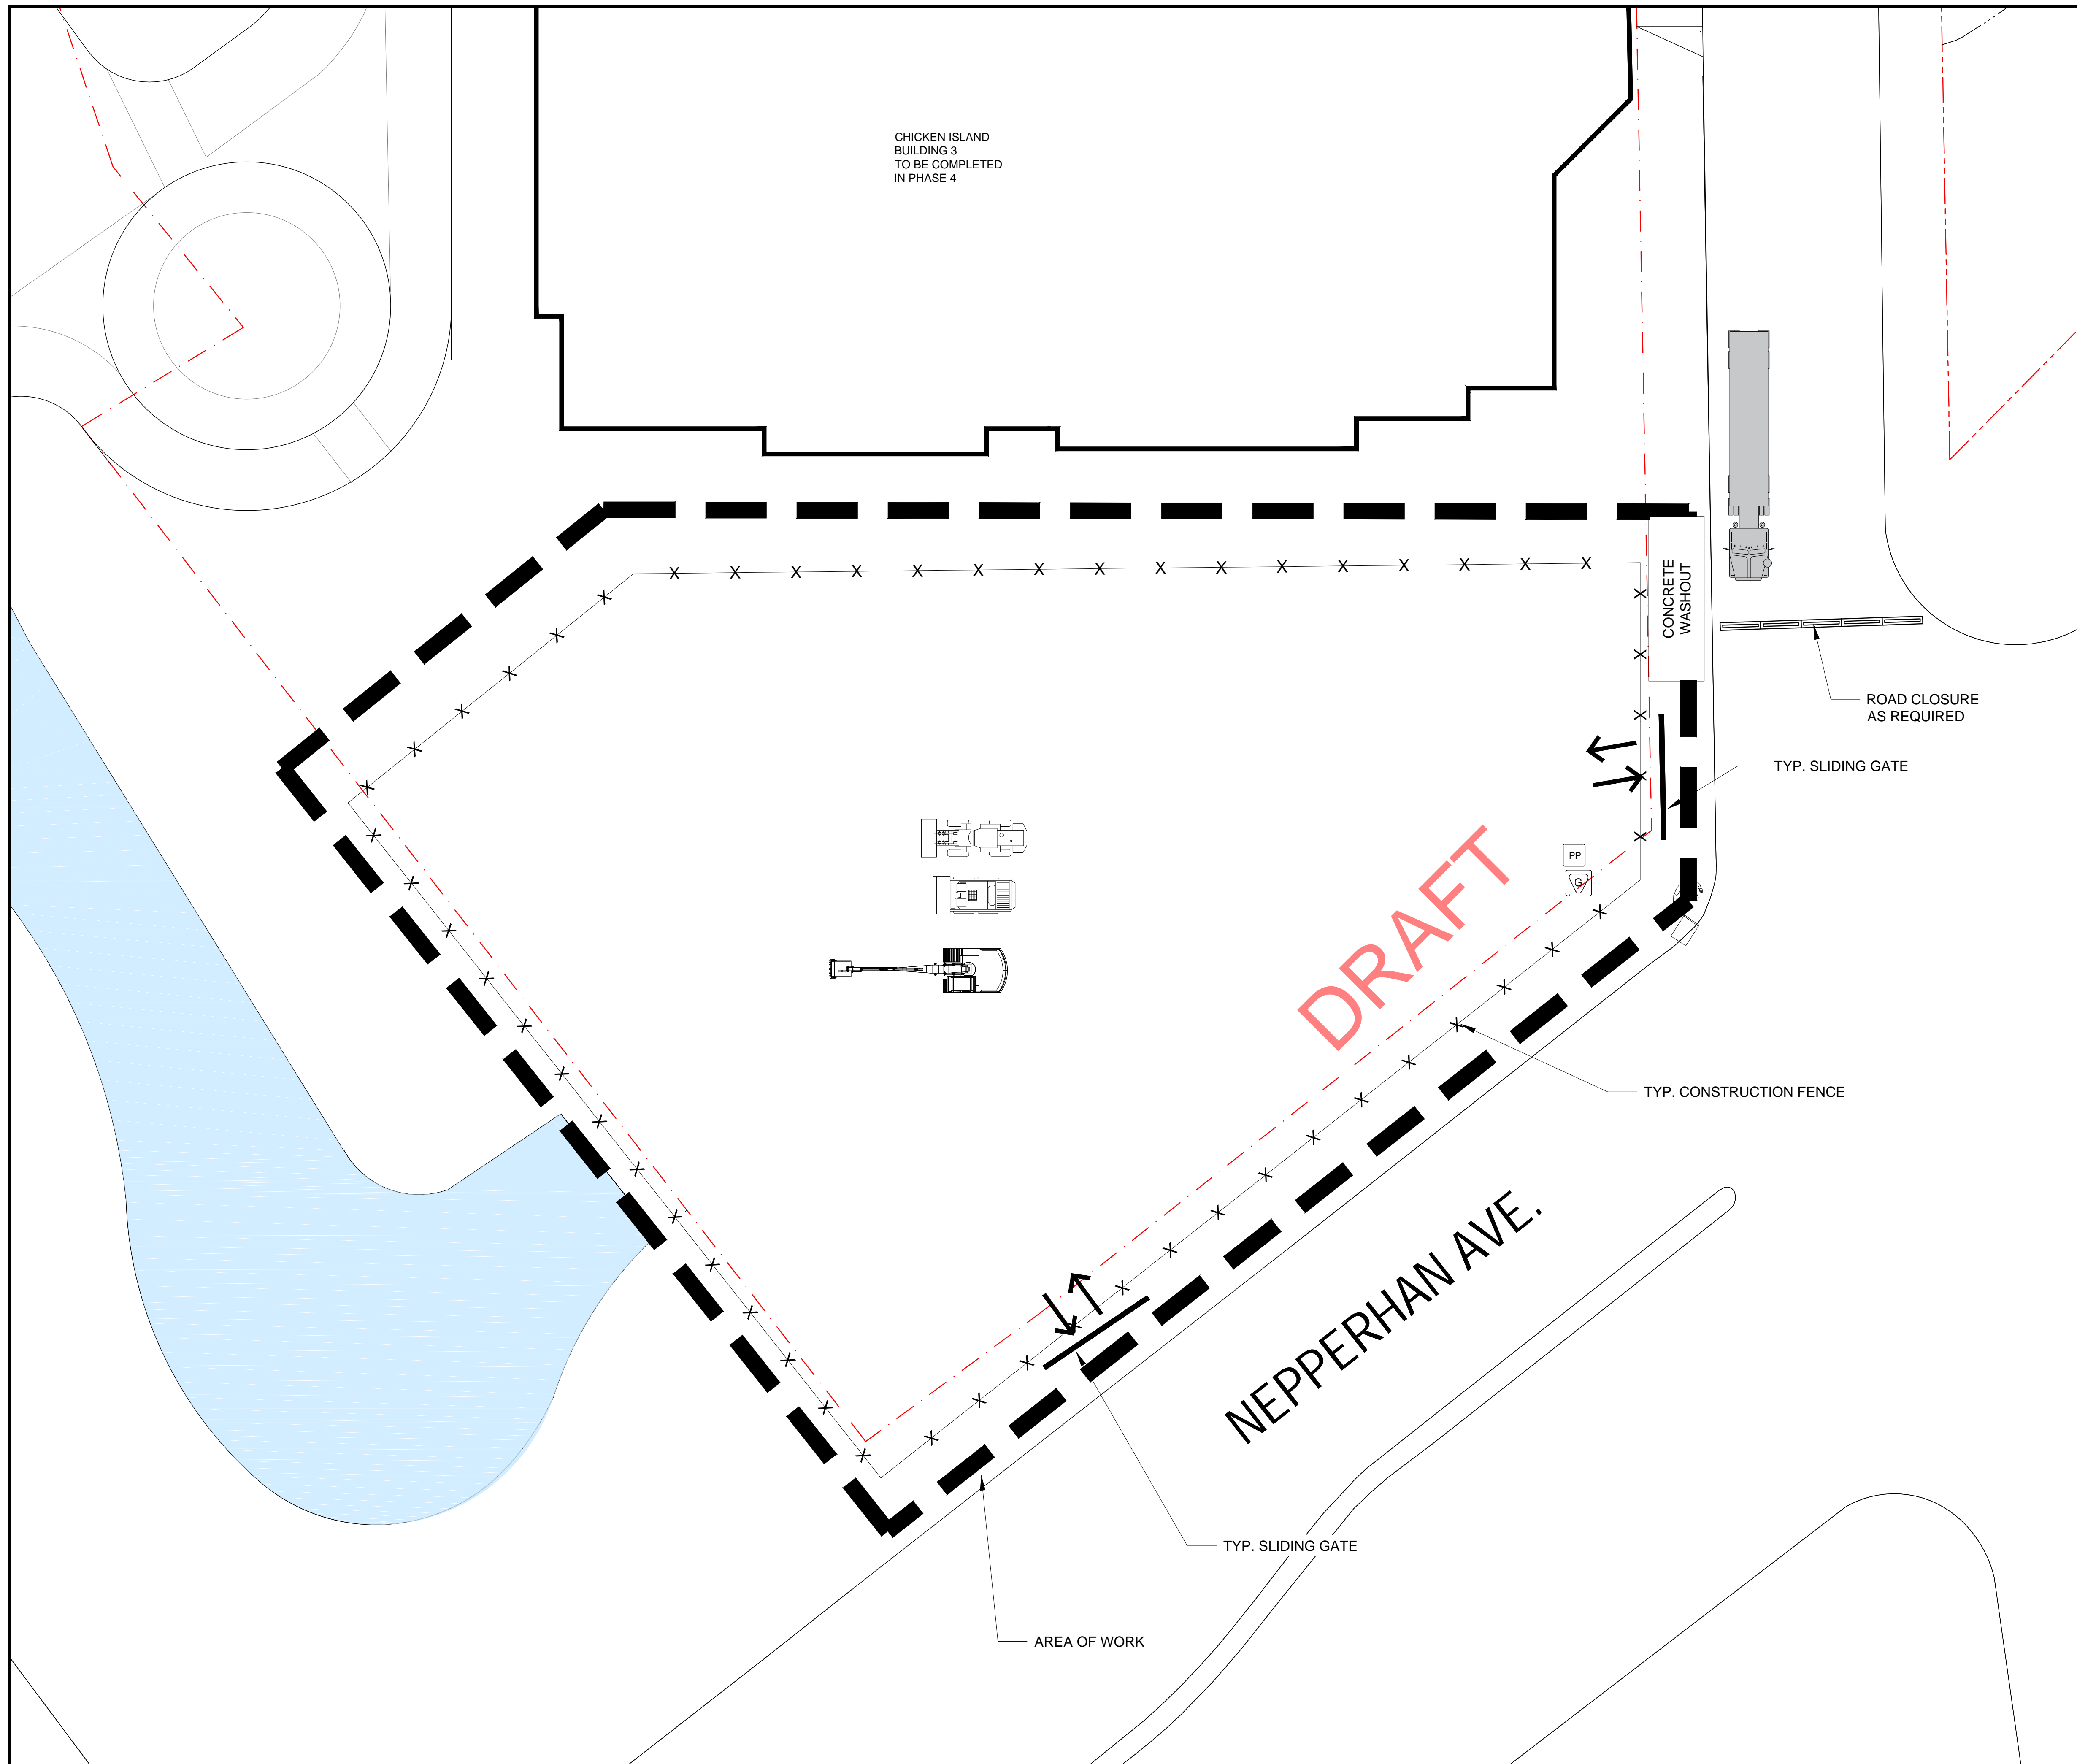 CHICKEN ISLAND
BUILDING 3
TO BE COMPLETED
IN PHASE 4
CONCRETE
WASHOUT
ROAD CLOSURE
AS REQUIRED
TYP. SLIDING GATE
PP
G
DRAFT
TYP. CONSTRUCTION FENCE
NEPPERHAN AVE.
TYP. SLIDING GATE
AREA OF WORK